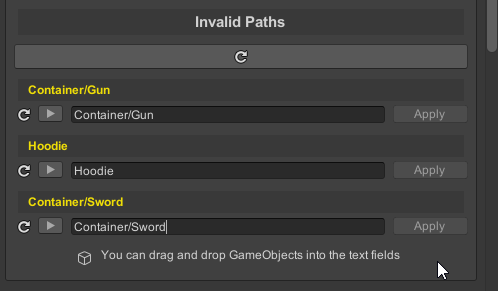 Invalid Paths
Container/Gun
Container/Gun Apply
Hoodie
Hoodie Apply
Container/Sword
Container/Sword Apply
You can drag and drop GameObjects into the text fields